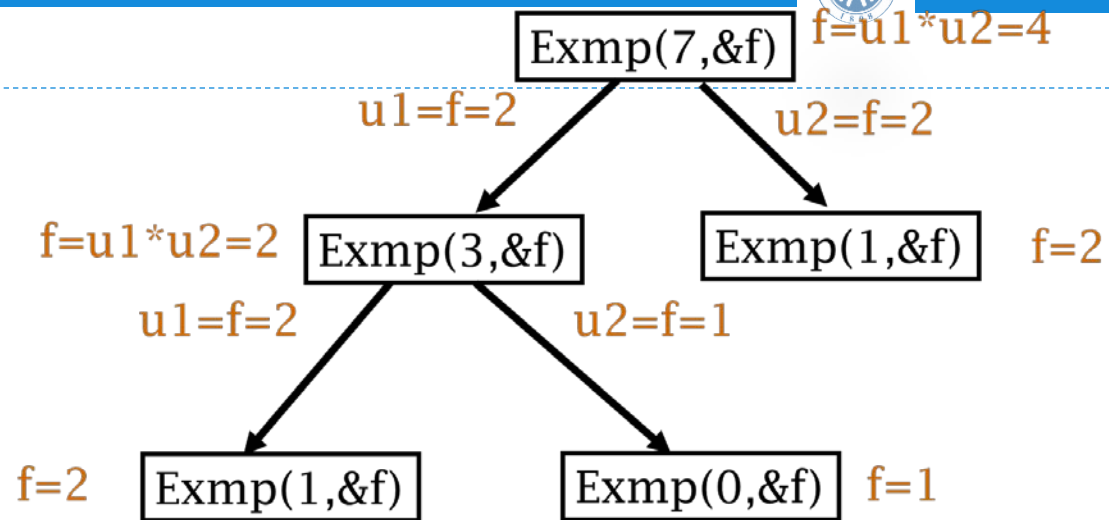 Exmp(7,&f)
f=u1*u2=4
u1=f=2
u2=f=2
f=u1*u2=2
Exmp(3,&f)
Exmp(1,&f)
f=2
u1=f=2
u2=f=1
f=2
Exmp(1,&f)
Exmp(0,&f)
f=1